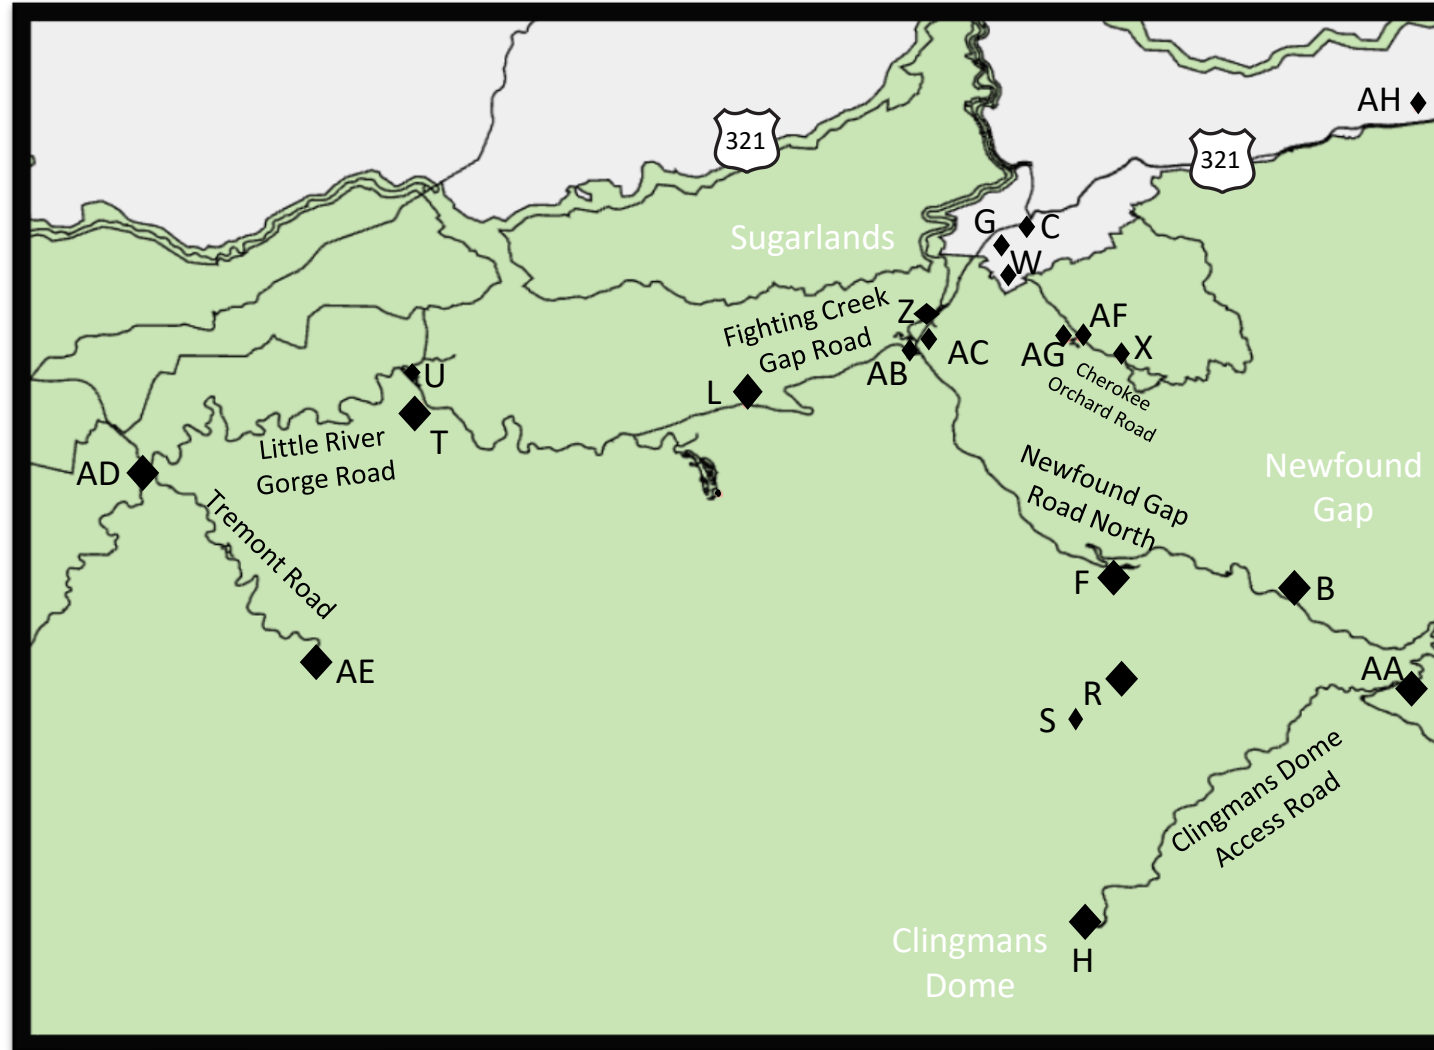 AH
321
321
G
C
Sugarlands
W
Fighting Creek
Gap Road
Z
AF
AC
AG
X
AB
U
Cherokee
Orchard Road
L
T
Little River
Gorge Road
AD
Newfound Gap
Road North
Newfound
Gap
Tremont Road
F
B
AE
AA
R
S
Clingmans Dome
Access Road
Clingmans
Dome
H